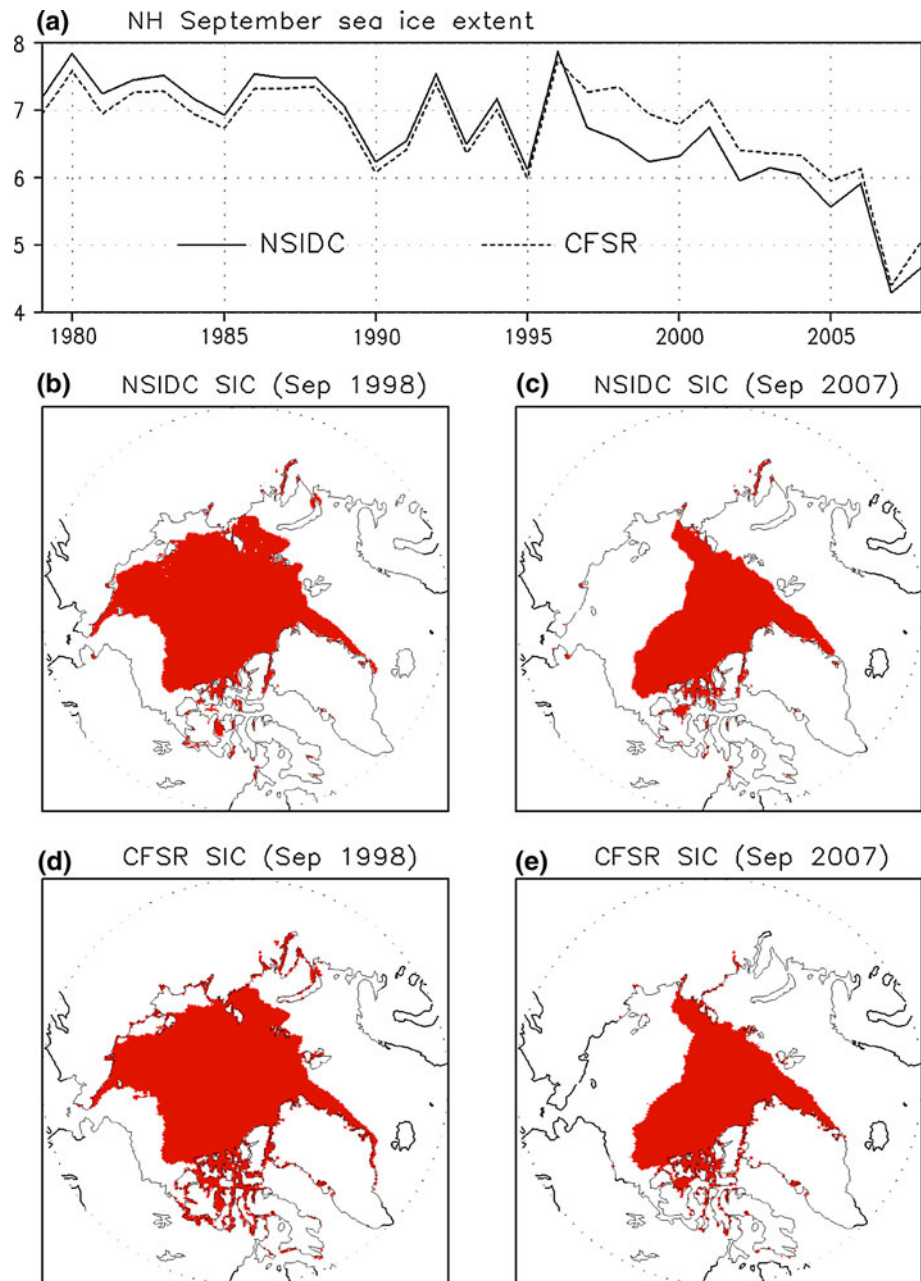 (a) NH September sea ice extent
8
7
6
5
4
NSIDC
CFSR
1980 1985 1990 1995 2000 2005
(b) NSIDC SIC (Sep 1998)
(c) NSIDC SIC (Sep 2007)
(d) CFSR SIC (Sep 1998)
(e) CFSR SIC (Sep 2007)